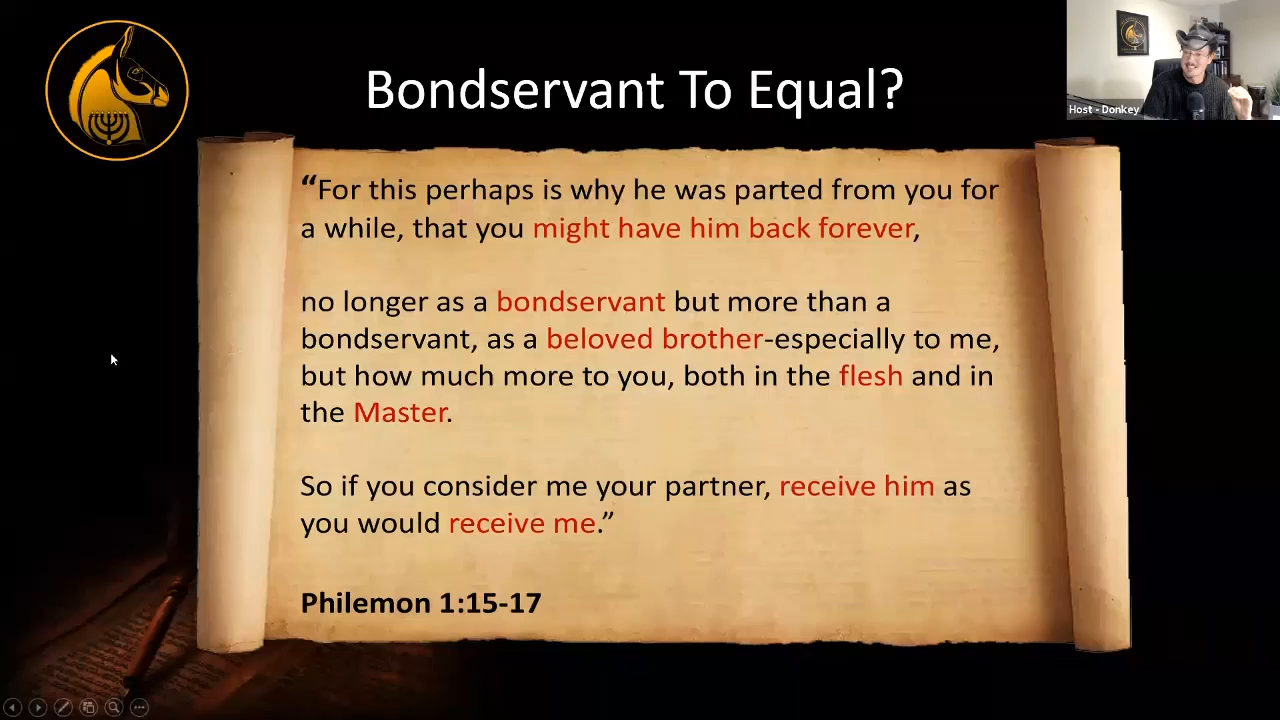 Bondservant To Equal?
Host - Donkey
“For this perhaps is why he was parted from you for
a while, that you might have him back forever,
no longer as a bondservant but more than a
bondservant, as a beloved brother-especially to me,
but how much more to you, both in the flesh and in
the Master.
So if you consider me your partner, receive him as
you would receive me.”
Philemon 1:15-17